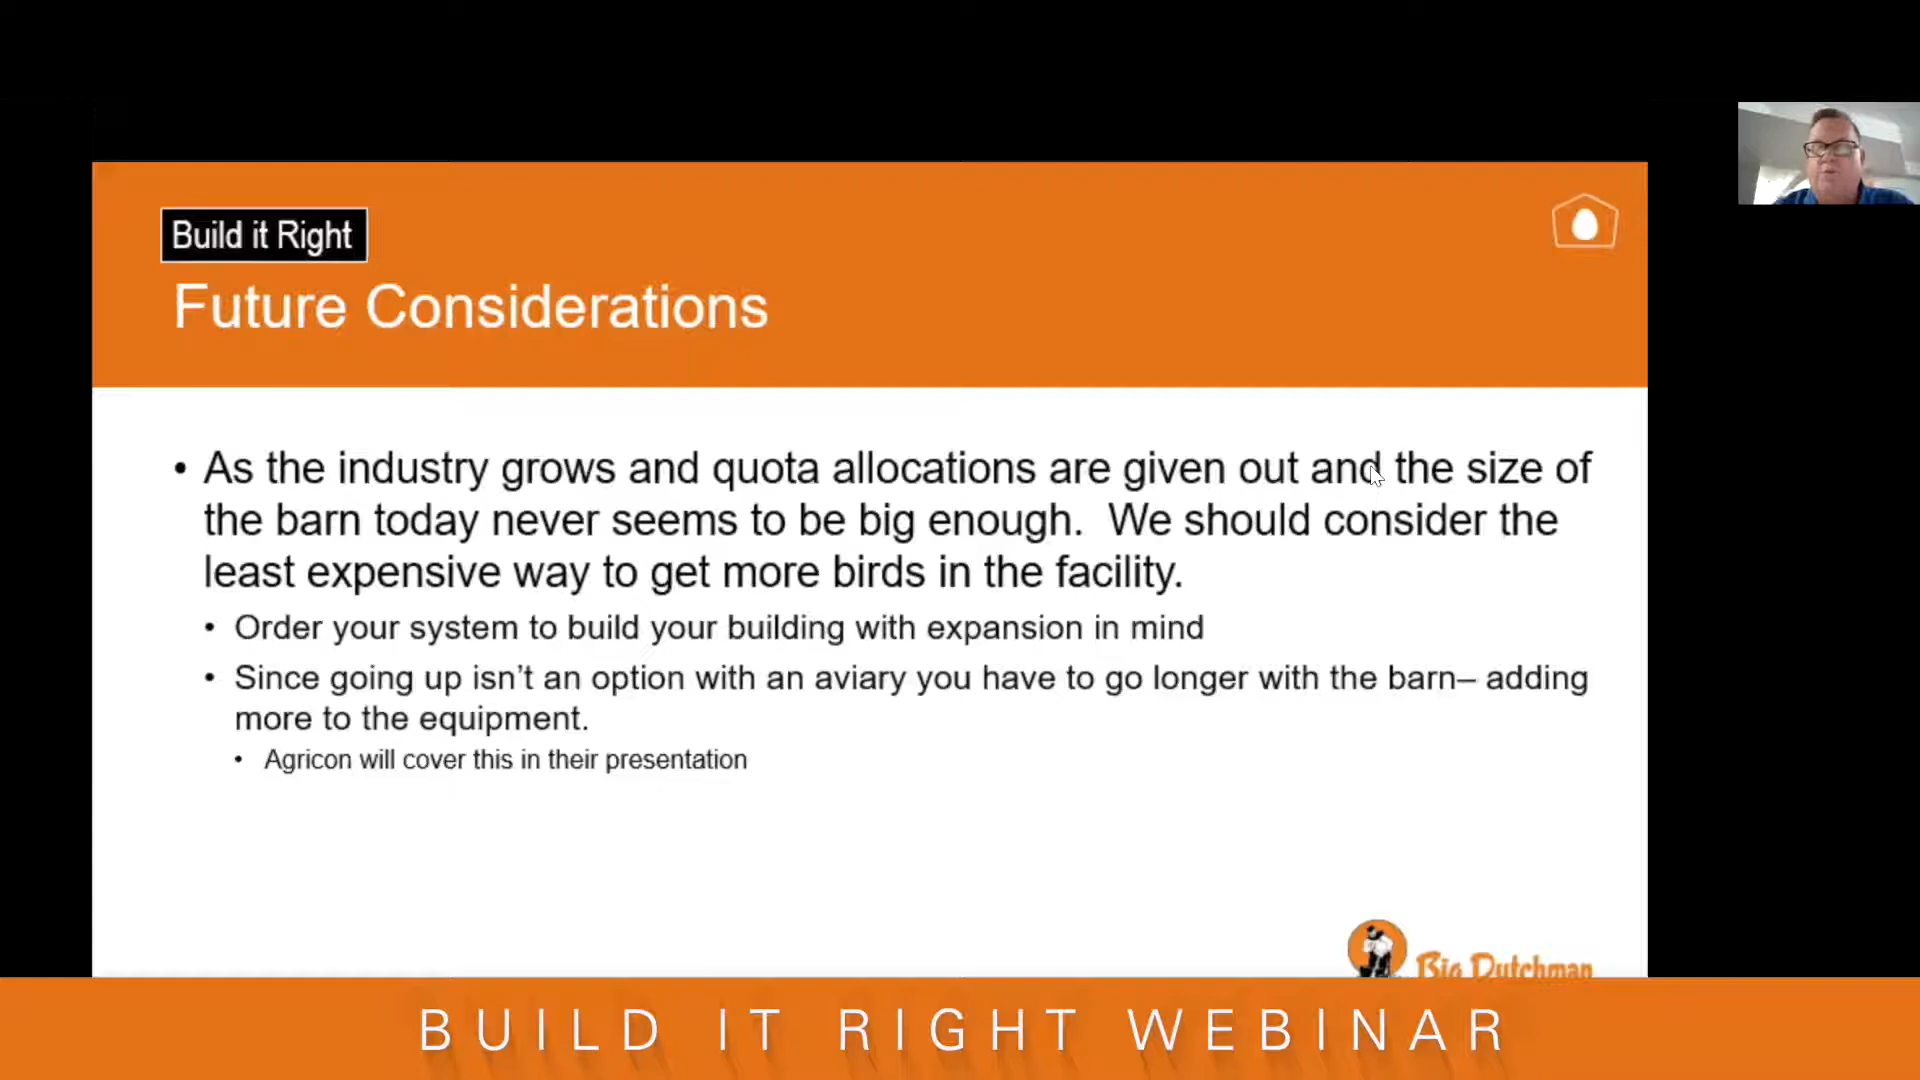 Build it Right
Future Considerations
• As the industry grows and quota allocations are given out and the size of
the barn today never seems to be big enough.  We should consider the
least expensive way to get more birds in the facility.
• Order your system to build your building with expansion in mind
• Since going up isn’t an option with an aviary you have to go longer with the barn– adding
more to the equipment.
• Agricon will cover this in their presentation
Big Dutchman
BUILD IT RIGHT WEBINAR